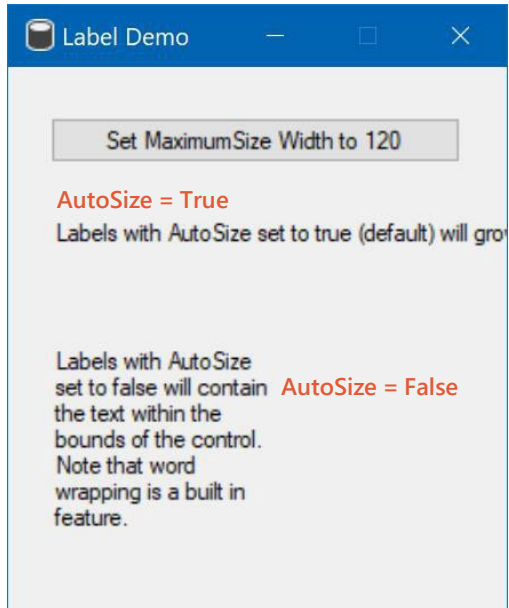 Label Demo
Set MaximumSize Width to 120
AutoSize = True
Labels with AutoSize set to true (default) will gro
Labels with AutoSize
set to false will contain
the text within the
bounds of the control.
Note that word
wrapping is a built in
feature.
AutoSize = False